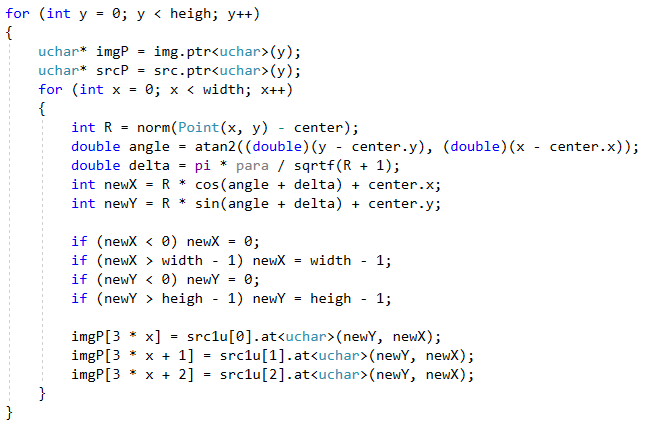 for (int y = 0; y < heigh; y++)
{
    uchar* imgP = img.ptr<uchar>(y);
    uchar* srcP = src.ptr<uchar>(y);
    for (int x = 0; x < width; x++)
    {
        int R = norm(Point(x, y) - center);
        double angle = atan2((double)(y - center.y), (double)(x - center.x));
        double delta = pi * para / sqrtf(R + 1);
        int newX = R * cos(angle + delta) + center.x;
        int newY = R * sin(angle + delta) + center.y;

        if (newX < 0) newX = 0;
        if (newX > width - 1) newX = width - 1;
        if (newY < 0) newY = 0;
        if (newY > heigh - 1) newY = heigh - 1;

        imgP[3 * x] = src1u[0].at<uchar>(newY, newX);
        imgP[3 * x + 1] = src1u[1].at<uchar>(newY, newX);
        imgP[3 * x + 2] = src1u[2].at<uchar>(newY, newX);
    }
}